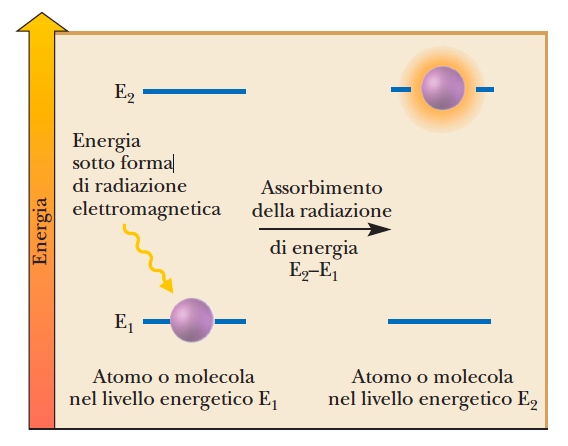 Energia
E₂
Energia
sotto forma
di radiazione
elettromagnetica
Assorbimento
della radiazione
di energia
E₂–E₁
E₁
Atomo o molecola
nel livello energetico E₁
Atomo o molecola
nel livello energetico E₂